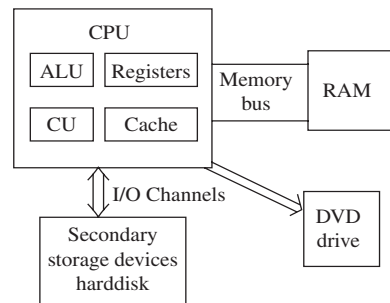 CPU
ALU
Registers
CU
Cache
Memory
bus
RAM
I/O Channels
Secondary
storage devices
harddisk
DVD
drive